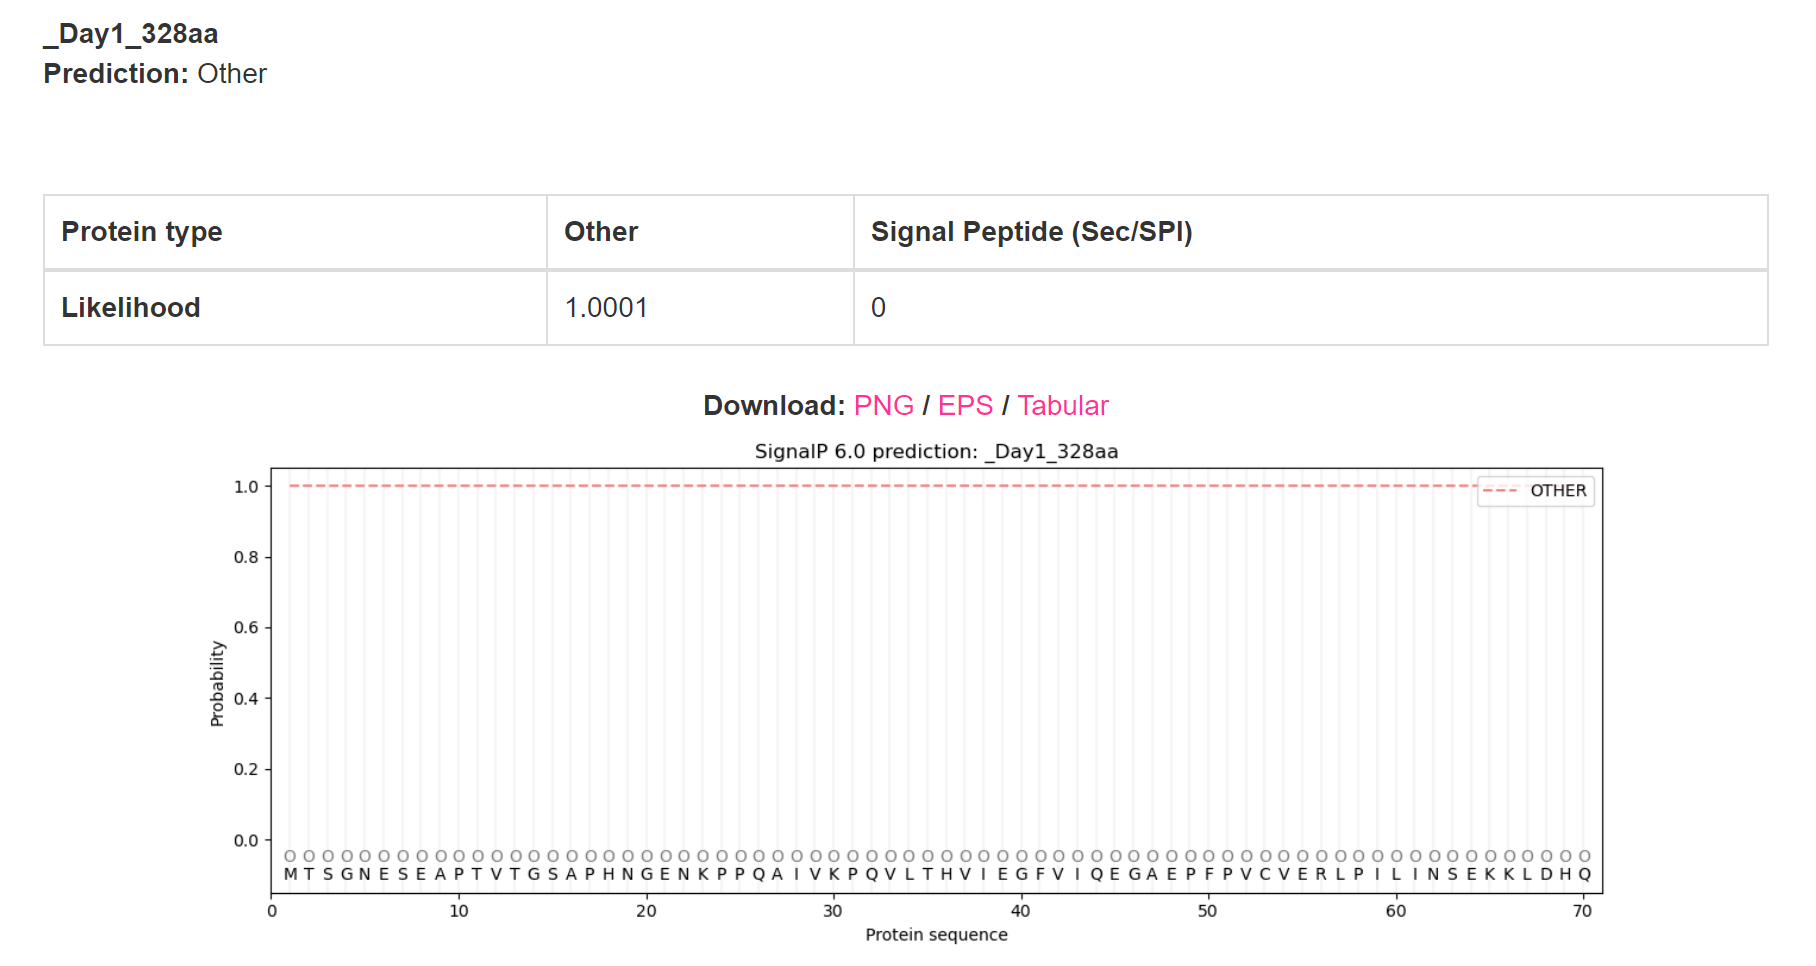 _Day1_328aa
Prediction: Other
Protein type Other Signal Peptide (Sec/SPI)
Likelihood 1.0001 0
Download: PNG / EPS / Tabular
SignalP 6.0 prediction: _Day1_328aa
OTHER
1.0
0.8
0.6
0.4
0.2
0.0
Probability
O O O O O O O O O O O O O O O O O O O O O O O O O O O O O O O O O O O O O O O O O O O O O O O O O O O O O O O O O O O O O O O O O O O O O O
M T S G N E S E A P T V T G S A P H N G E N K P P Q A I V K P Q V L T H V I E G F V I Q E G A E P F P V C V E R L P I L I N S E K K L D H Q
0 10 20 30 40 50 60 70
Protein sequence